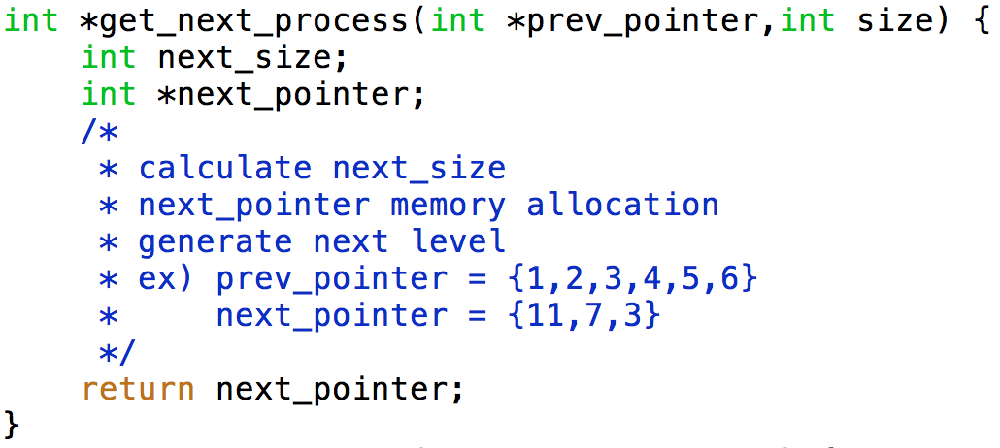 int *get_next_process(int *prev_pointer,int size) {
    int next_size;
    int *next_pointer;
    /*
     * calculate next_size
     * next_pointer memory allocation
     * generate next level
     * ex) prev_pointer = {1,2,3,4,5,6}
     *     next_pointer = {11,7,3}
     */
    return next_pointer;
}